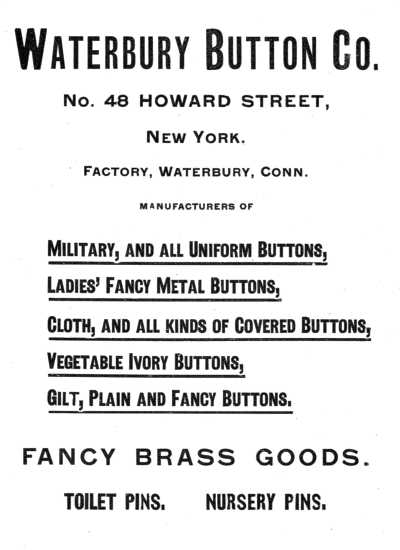 WATERBURY BUTTON CO.
No. 48 HOWARD STREET,
NEW YORK.
FACTORY, WATERBURY, CONN.
MANUFACTURERS OF
MILITARY, AND ALL UNIFORM BUTTONS,
LADIES' FANCY METAL BUTTONS,
CLOTH, AND ALL KINDS OF COVERED BUTTONS,
VEGETABLE IVORY BUTTONS,
GILT, PLAIN AND FANCY BUTTONS.
FANCY BRASS GOODS.
TOILET PINS. NURSERY PINS.